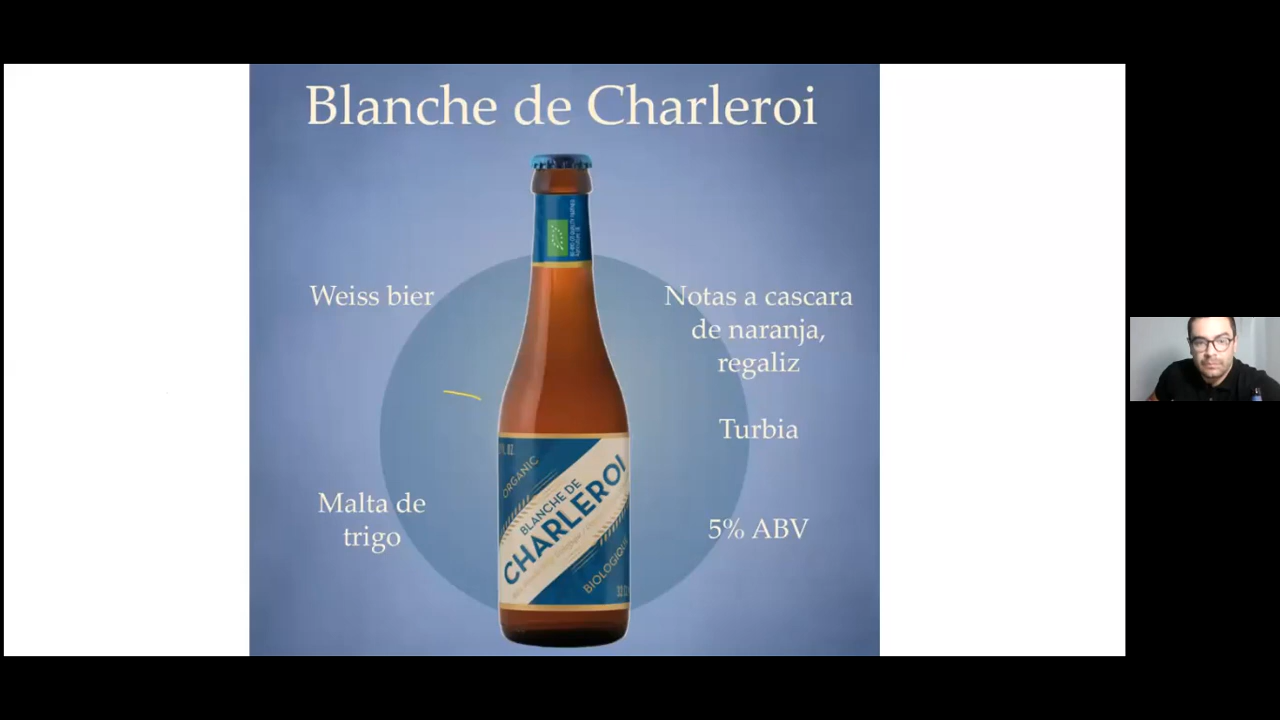 Blanche de Charleroi
Weiss bier
Notas a cascara
de naranja,
regaliz
Turbia
Malta de
trigo
5% ABV
ORGANIC
BLANCHE DE
CHARLEROI
BIOLOGIQUE